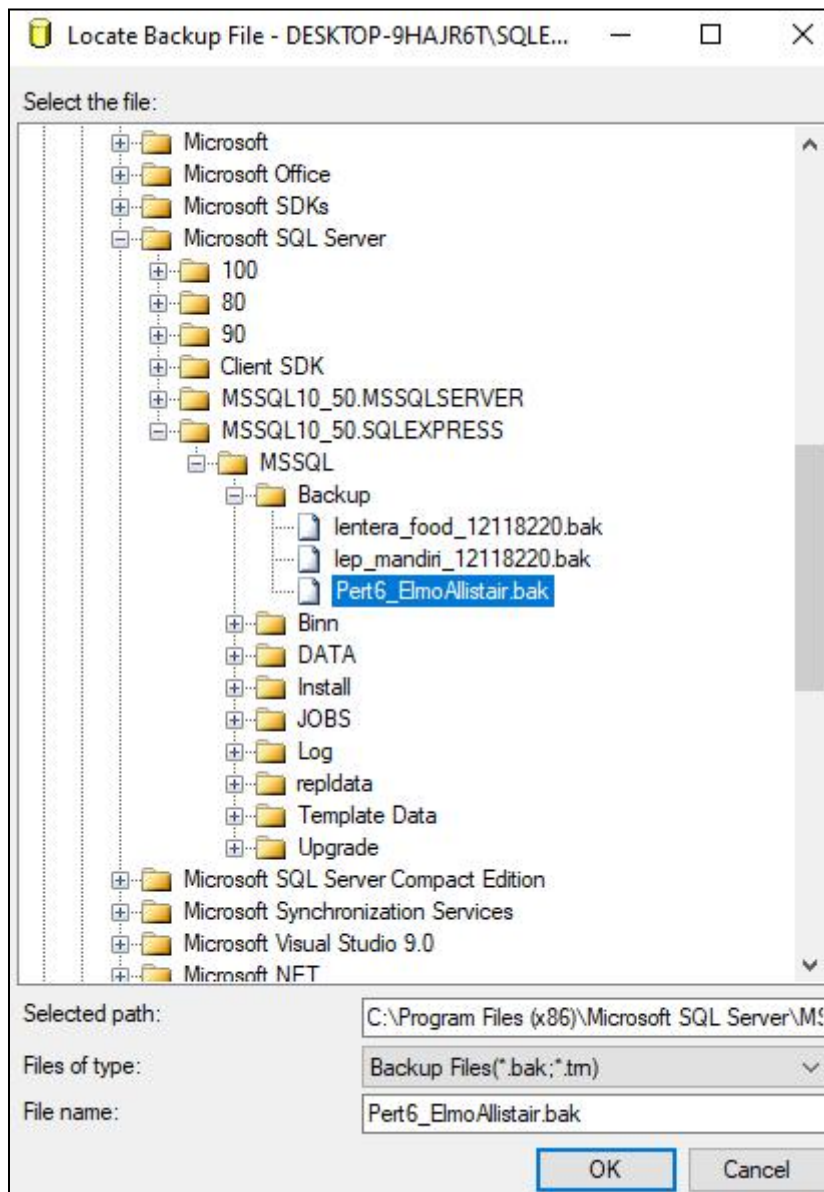 Locate Backup File - DESKTOP-9HAJR6T\SQLE...
Select the file:
Microsoft
Microsoft Office
Microsoft SDKs
Microsoft SQL Server
100
80
90
Client SDK
MSSQL10_50.MSSQLSERVER
MSSQL10_50.SQLEXPRESS
MSSQL
Backup
lentera_food_12118220.bak
lep_mandiri_12118220.bak
Pert6_ElmoAllistair.bak
Binn
DATA
Install
JOBS
Log
repldata
Template Data
Upgrade
Microsoft SQL Server Compact Edition
Microsoft Synchronization Services
Microsoft Visual Studio 9.0
Microsoft.NET
Selected path: C:\Program Files (x86)\Microsoft SQL Server\MS
Files of type: Backup Files(*.bak;*.trn)
File name: Pert6_ElmoAllistair.bak
OK Cancel